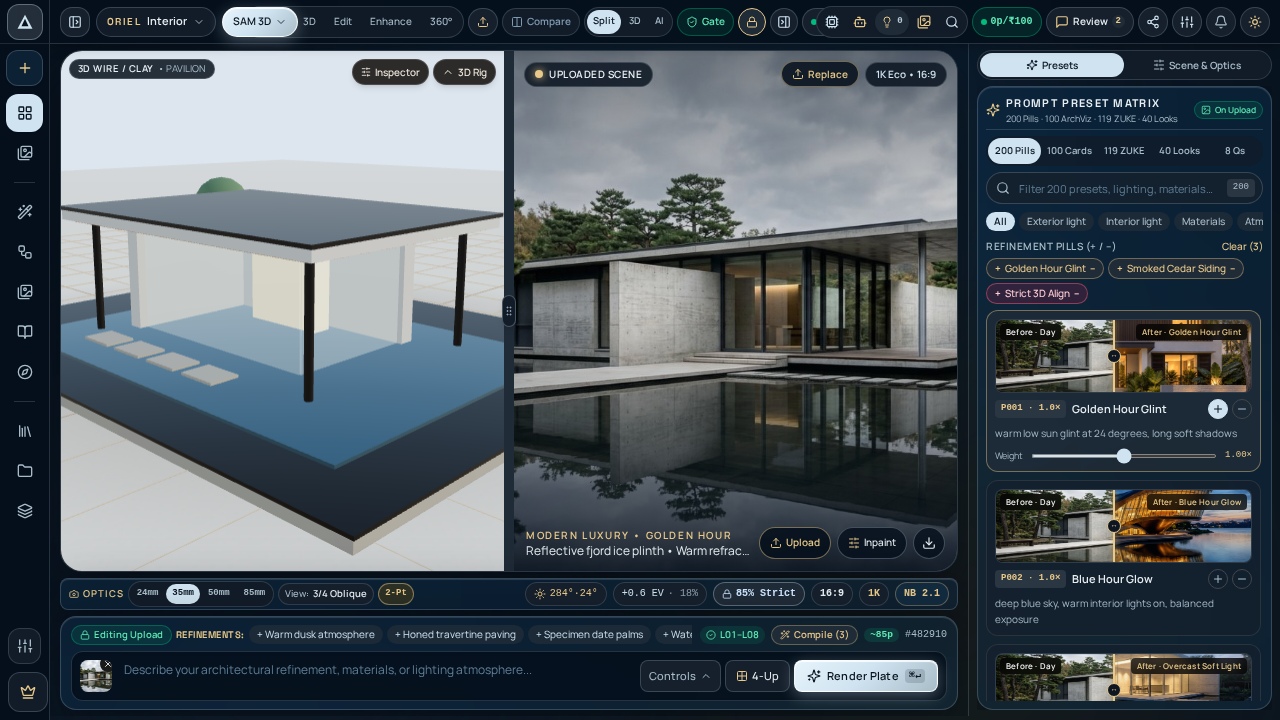 ORIEL Interior
SAM 3D
3D
Edit
Enhance
360°
Compare
Split
3D
AI
Gate
0
0p/₹100
Review 2
3D WIRE / CLAY • PAVILION
Inspector
3D Rig
UPLOADED SCENE
Replace
1K Eco • 16:9
MODERN LUXURY • GOLDEN HOUR
Reflective fjord ice plinth • Warm refrac...
Upload
Inpaint
OPTICS
24mm
35mm
50mm
85mm
View: 3/4 Oblique
2-Pt
284°·24°
+0.6 EV · 18%
85% Strict
16:9
1K
NB 2.1
Editing Upload
REFINEMENTS:
+ Warm dusk atmosphere
+ Honed travertine paving
+ Specimen date palms
+ Wate
L01–L08
Compile (3)
~85p
#482910
Describe your architectural refinement, materials, or lighting atmosphere...
Controls
4-Up
Render Plate ⌘↵
Presets
Scene & Optics
PROMPT PRESET MATRIX
200 Pills · 100 ArchViz · 119 ZUKE · 40 Looks
On Upload
200 Pills
100 Cards
119 ZUKE
40 Looks
8 Qs
Filter 200 presets, lighting, materials...
200
All
Exterior light
Interior light
Materials
Atm
REFINEMENT PILLS (+ / −)
Clear (3)
+ Golden Hour Glint −
+ Smoked Cedar Siding −
+ Strict 3D Align −
Before · Day
After · Golden Hour Glint
P001 · 1.0×
Golden Hour Glint
warm low sun glint at 24 degrees, long soft shadows
Weight
1.00×
Before · Day
After · Blue Hour Glow
P002 · 1.0×
Blue Hour Glow
deep blue sky, warm interior lights on, balanced
exposure
Before · Day
After · Overcast Soft Light